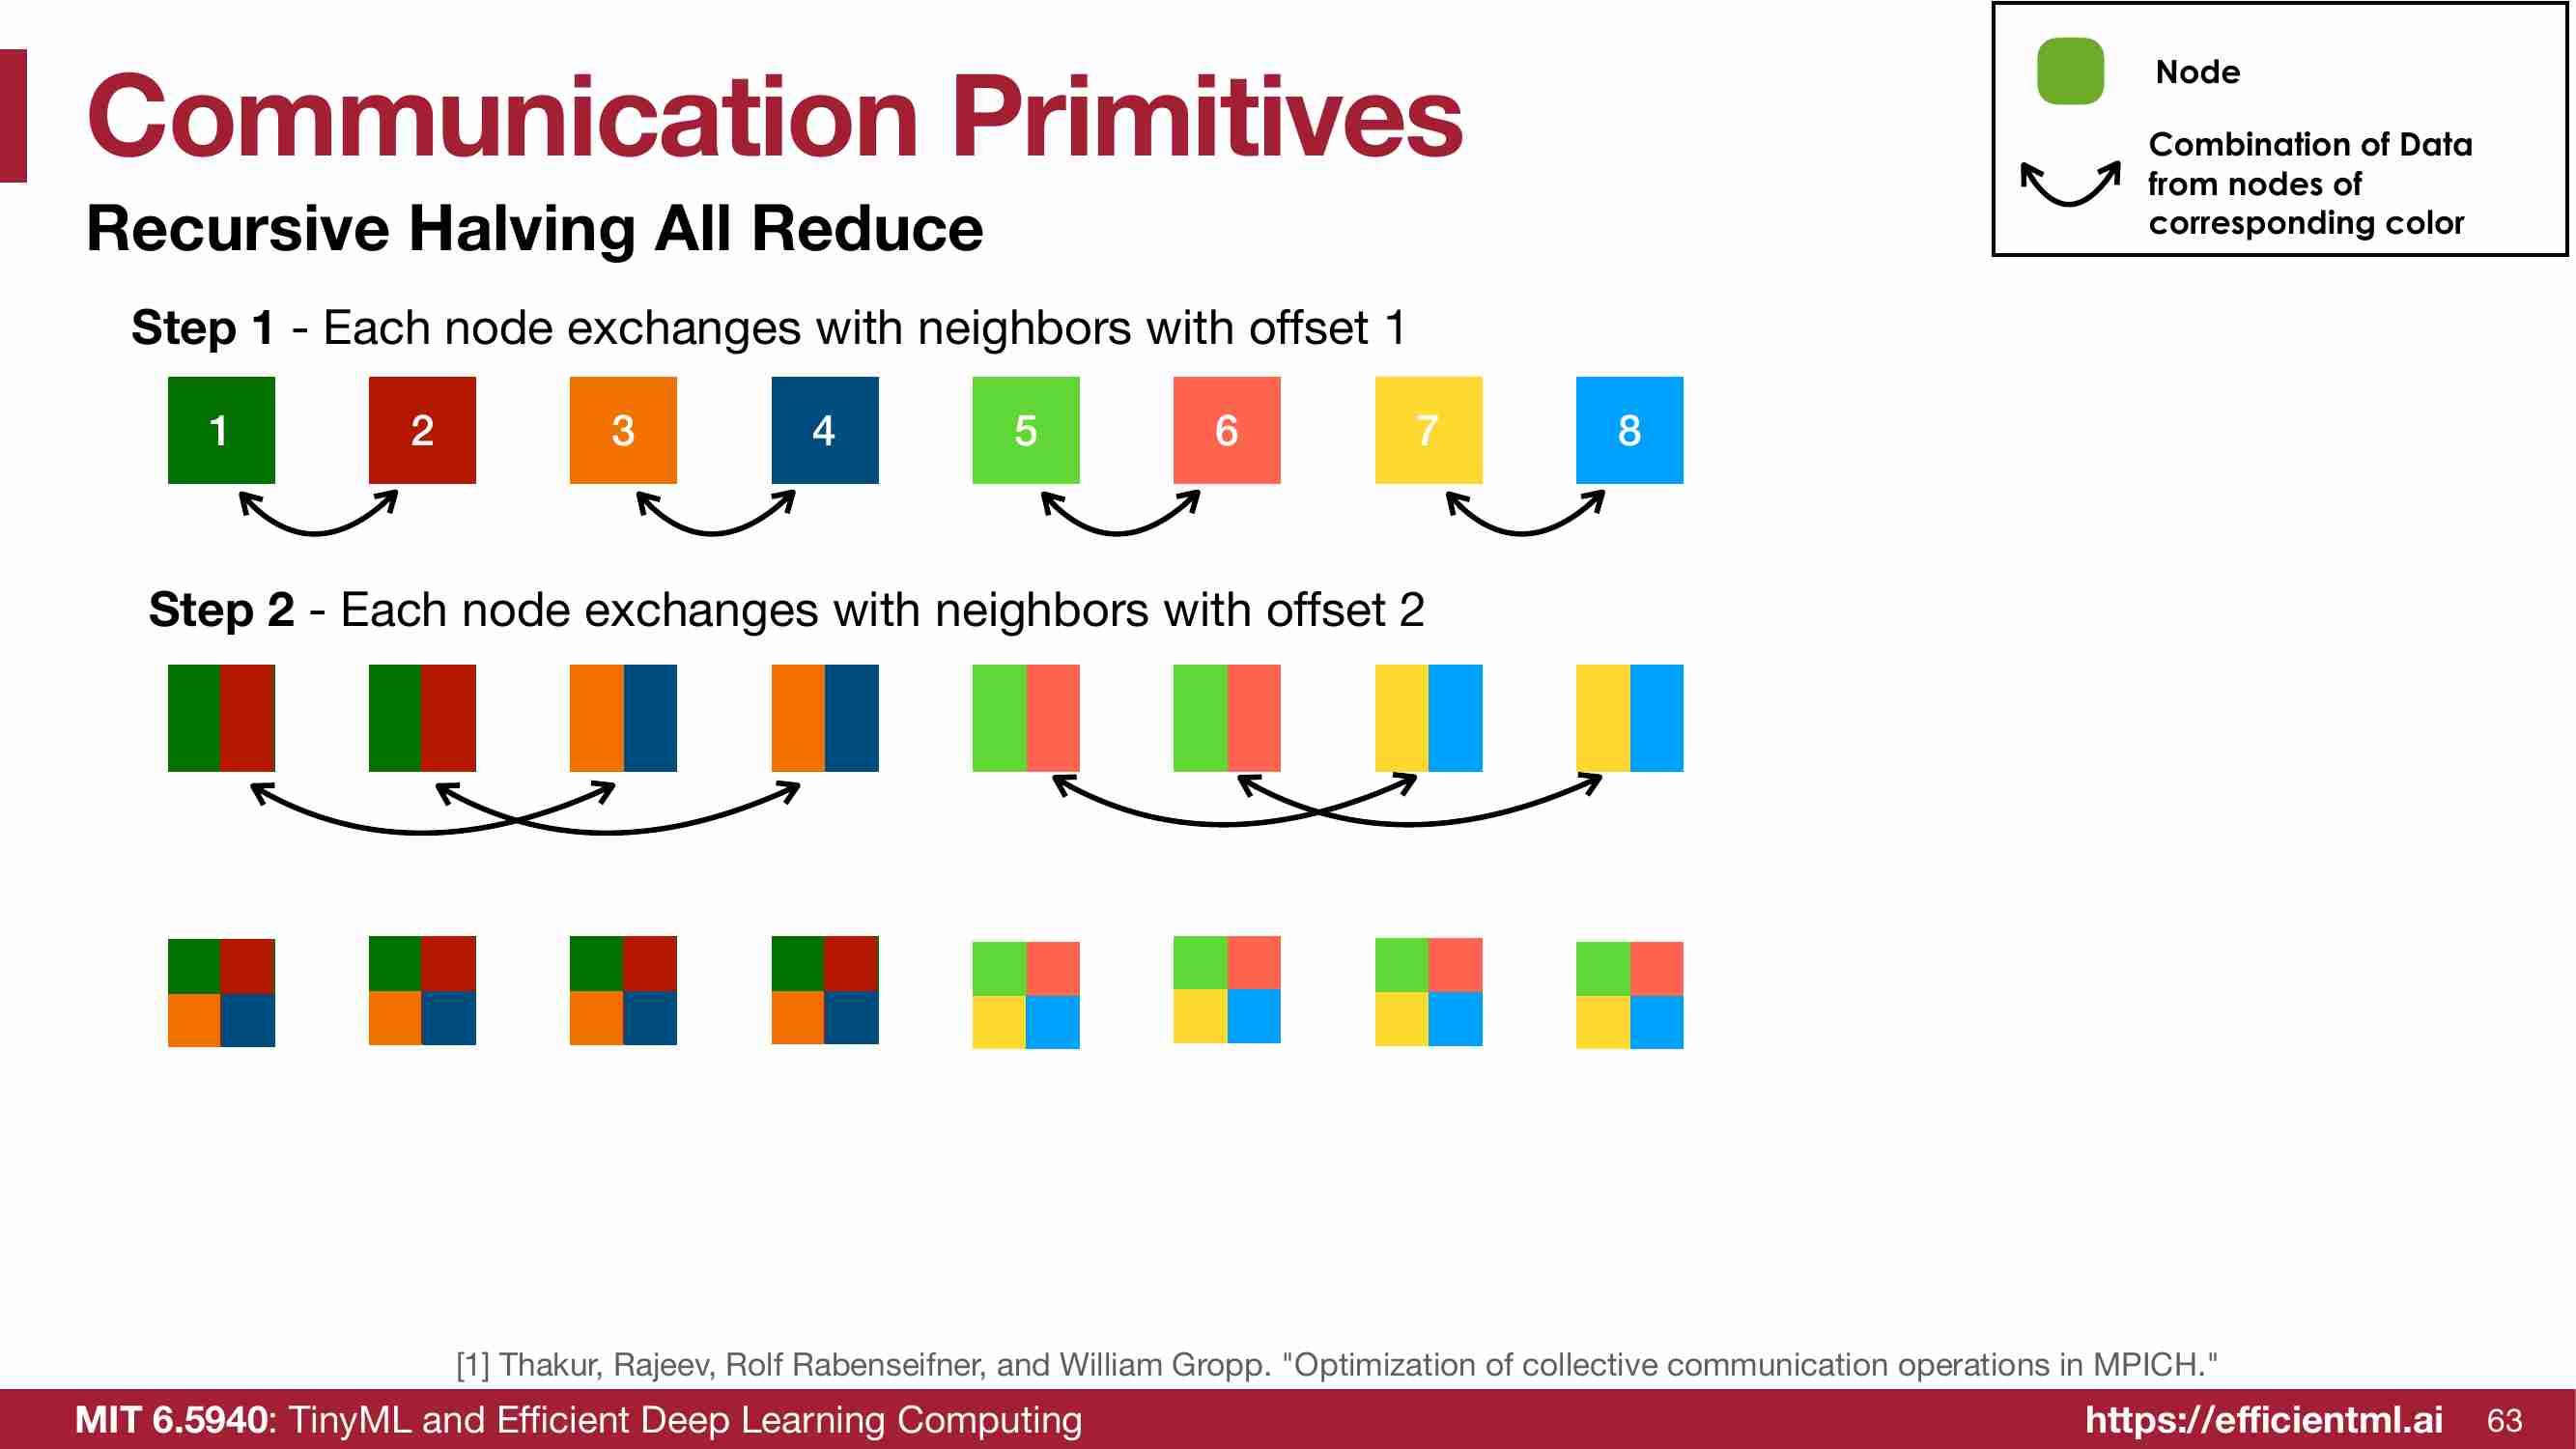 Communication Primitives
Recursive Halving All Reduce
Node
Combination of Data
from nodes of
corresponding color
Step 1 - Each node exchanges with neighbors with offset 1
1 2 3 4 5 6 7 8
Step 2 - Each node exchanges with neighbors with offset 2
[1] Thakur, Rajeev, Rolf Rabenseifner, and William Gropp. "Optimization of collective communication operations in MPICH."
MIT 6.5940: TinyML and Efficient Deep Learning Computing
https://efficientml.ai 63